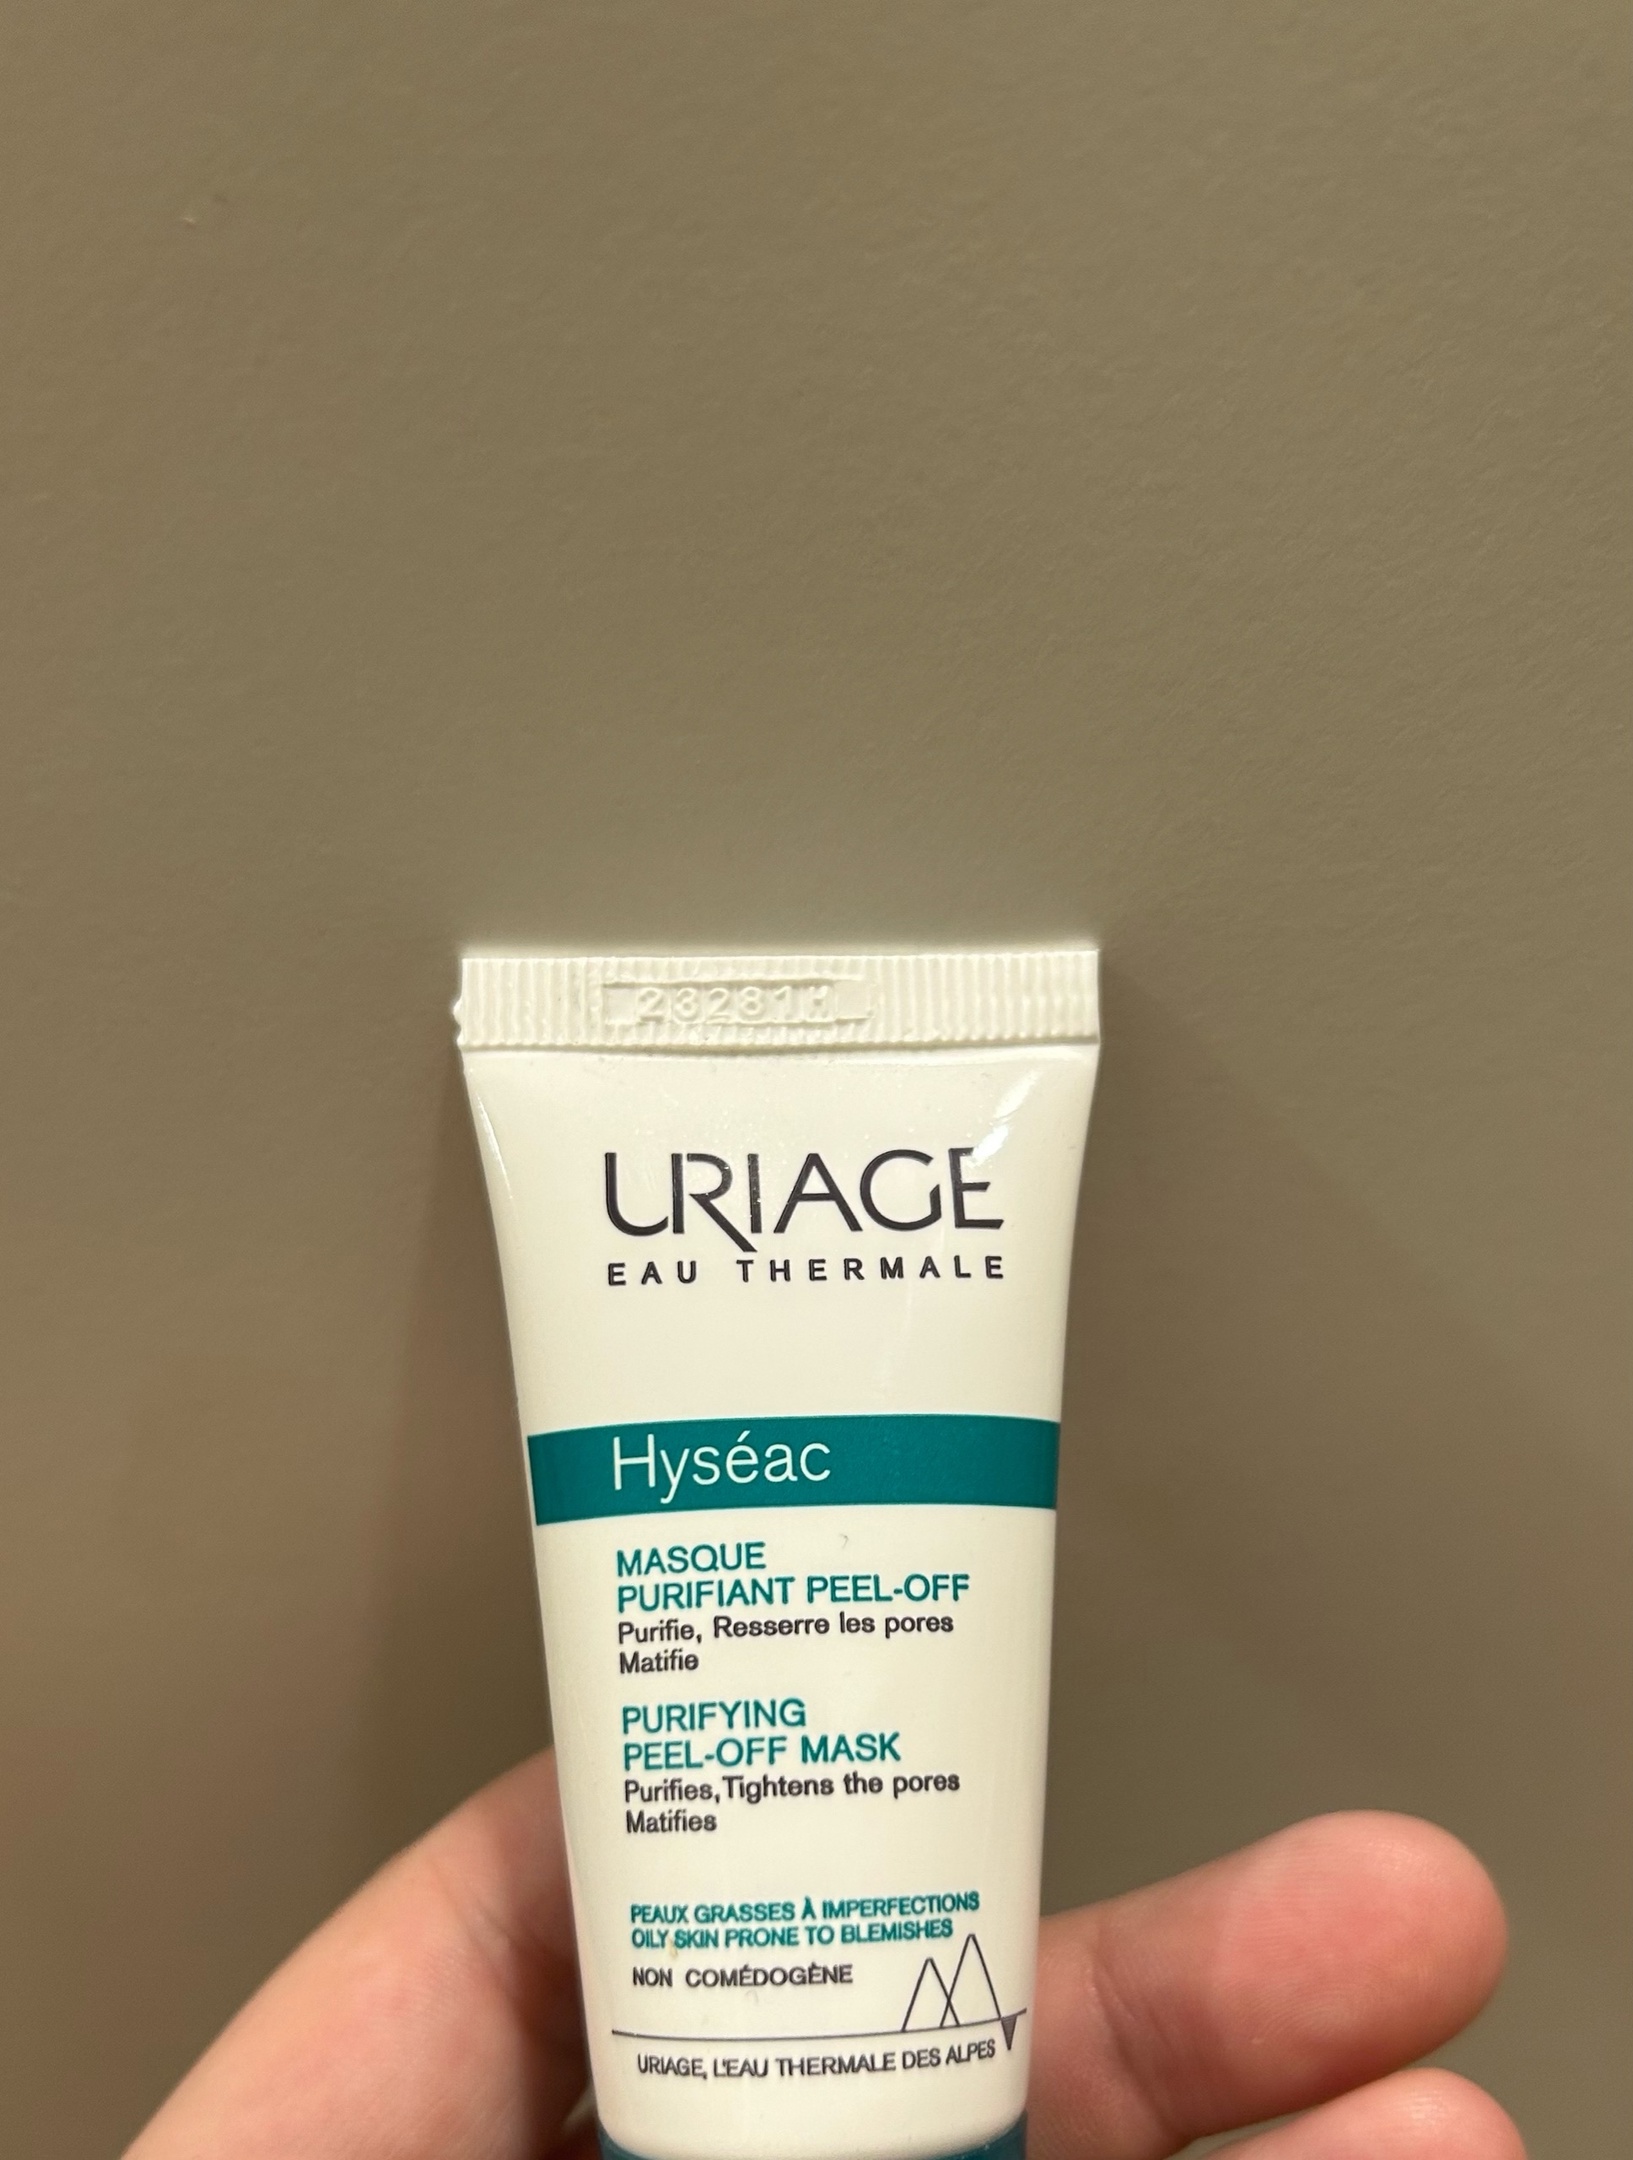 23281M
URIAGE
EAU THERMALE
Hyséac
MASQUE
PURIFIANT PEEL-OFF
Purifie, Resserre les pores
Matifie
PURIFYING
PEEL-OFF MASK
Purifies,Tightens the pores
Matifies
PEAUX GRASSES À IMPERFECTIONS
OILY SKIN PRONE TO BLEMISHES
NON COMÉDOGÈNE
URIAGE, L'EAU THERMALE DES ALPES